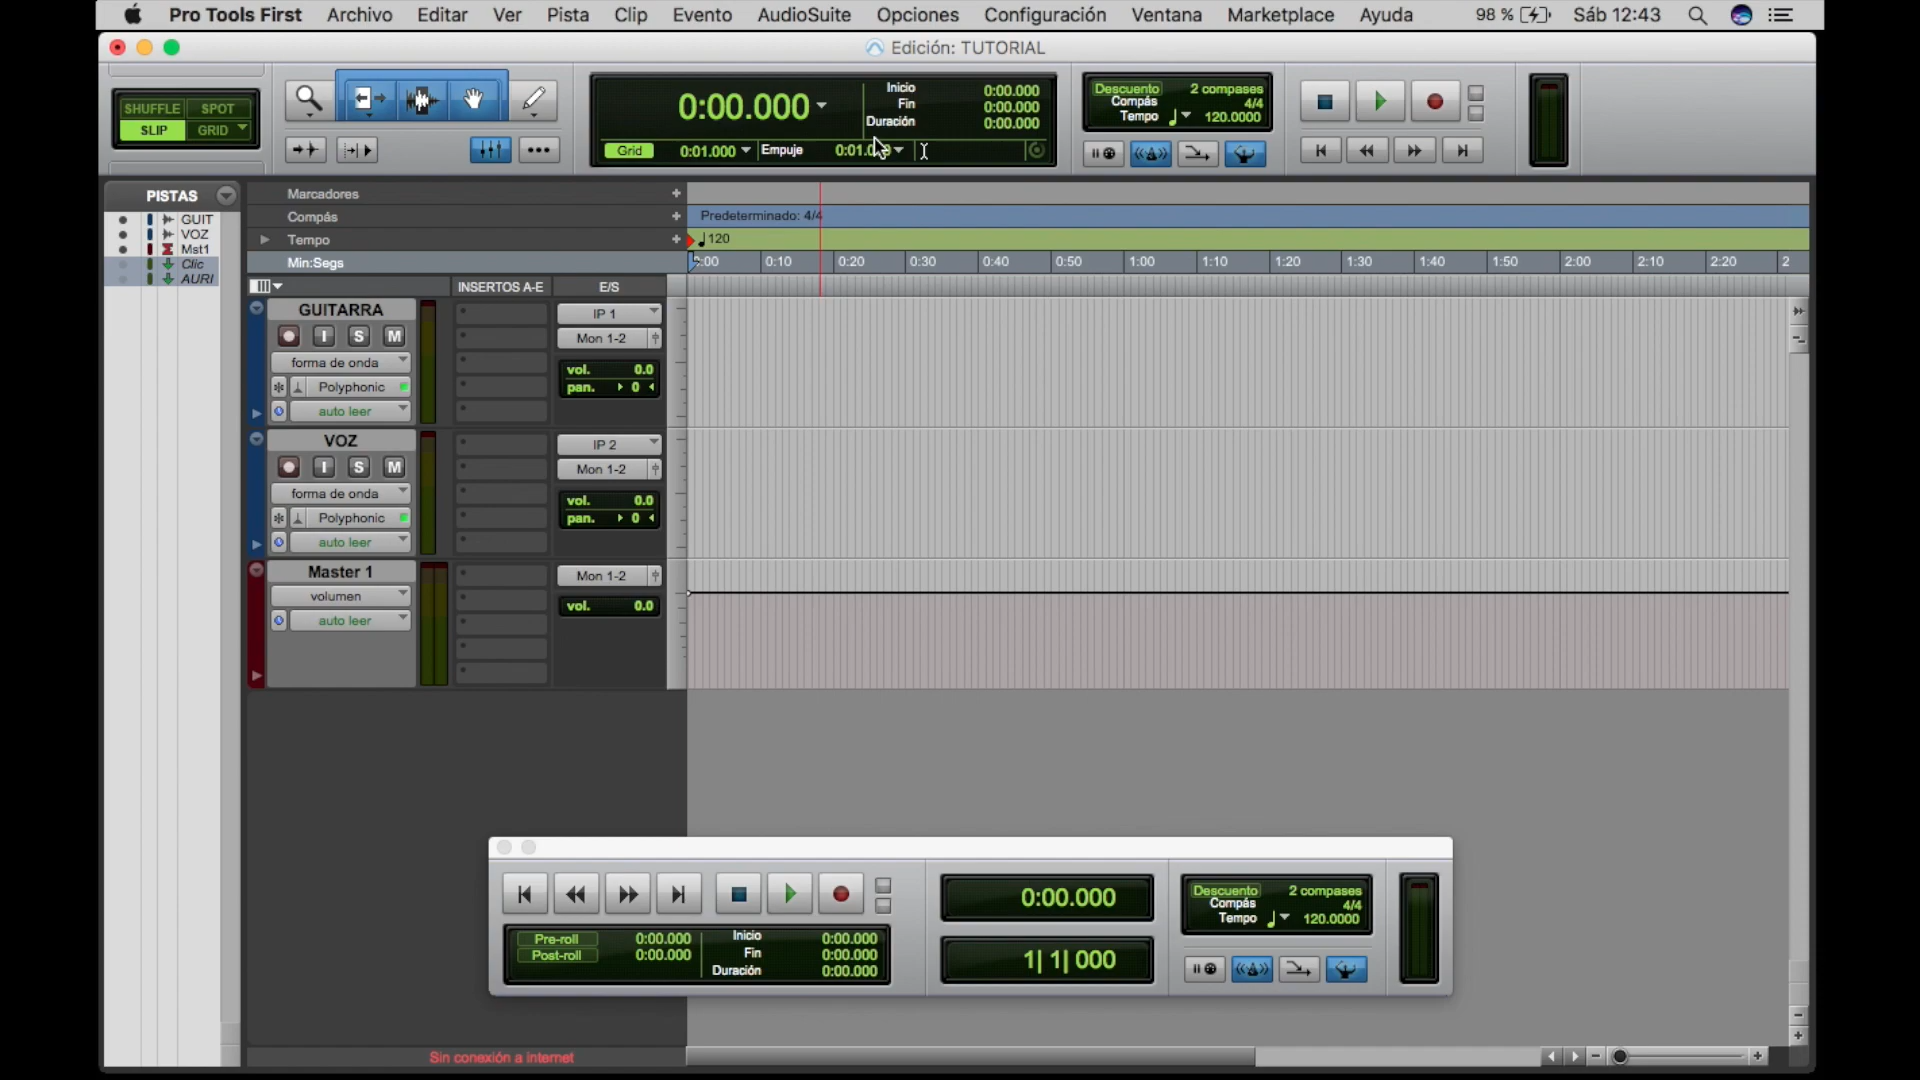 Pro Tools First Archivo Editar Ver Pista Clip Evento AudioSuite Opciones Configuración Ventana Marketplace Ayuda 98 % Sáb 12:43
Edición: TUTORIAL
SHUFFLE SPOT
SLIP GRID
0:00.000
Inicio 0:00.000
Fin 0:00.000
Duración 0:00.000
Grid 0:01.000 Empuje
Descuento 2 compases
Compás 4/4
Tempo 120.0000
PISTAS
GUIT
VOZ
Mst1
Clic
AURI
Marcadores
Compás
Tempo
Min:Segs
Predeterminado: 4/4
120
0:10 0:20 0:30 0:40 0:50 1:00 1:10 1:20 1:30 1:40 1:50 2:00 2:10 2:20 2
INSERTOS A-E E/S
GUITARRA
I S M
forma de onda
Polyphonic
auto leer
IP 1
Mon 1-2
vol. 0.0
pan. 0
VOZ
I S M
forma de onda
Polyphonic
auto leer
IP 2
Mon 1-2
vol. 0.0
pan. 0
Master 1
volumen
auto leer
Mon 1-2
vol. 0.0
Pre-roll 0:00.000
Post-roll 0:00.000
Inicio 0:00.000
Fin 0:00.000
Duración 0:00.000
0:00.000
1| 1| 000
Descuento 2 compases
Compás 4/4
Tempo 120.0000
Sin conexión a internet